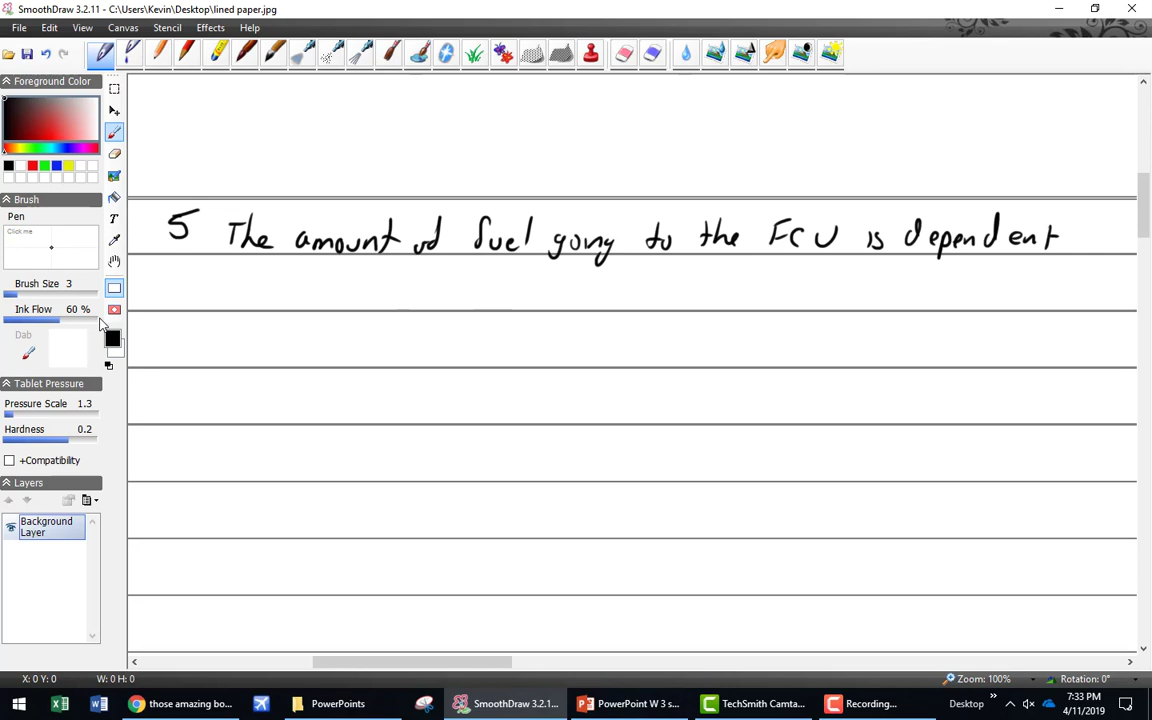 SmoothDraw 3.2.11 - C:\Users\Kevin\Desktop\lined paper.jpg
File Edit View Canvas Stencil Effects Help
Foreground Color
Brush
Pen
Click me
Brush Size 3
Ink Flow 60 %
Dab
Tablet Pressure
Pressure Scale 1.3
Hardness 0.2
+Compatibility
Layers
Background
Layer
5 The amount of fuel going to the FCU is dependent
X: 0 Y: 0 W: 0 H: 0 Zoom: 100% Rotation: 0°
those amazing bo... PowerPoints SmoothDraw 3.2.1... PowerPoint W 3 s... TechSmith Camta... Recording... Desktop
7:33 PM
4/11/2019